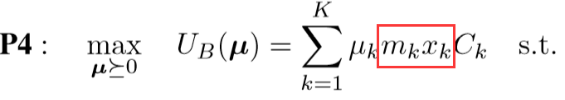 P4 : max_{μ⪰0} U_B(μ) = ∑_{k=1}^{K} μ_k m_k x_k C_k s.t.